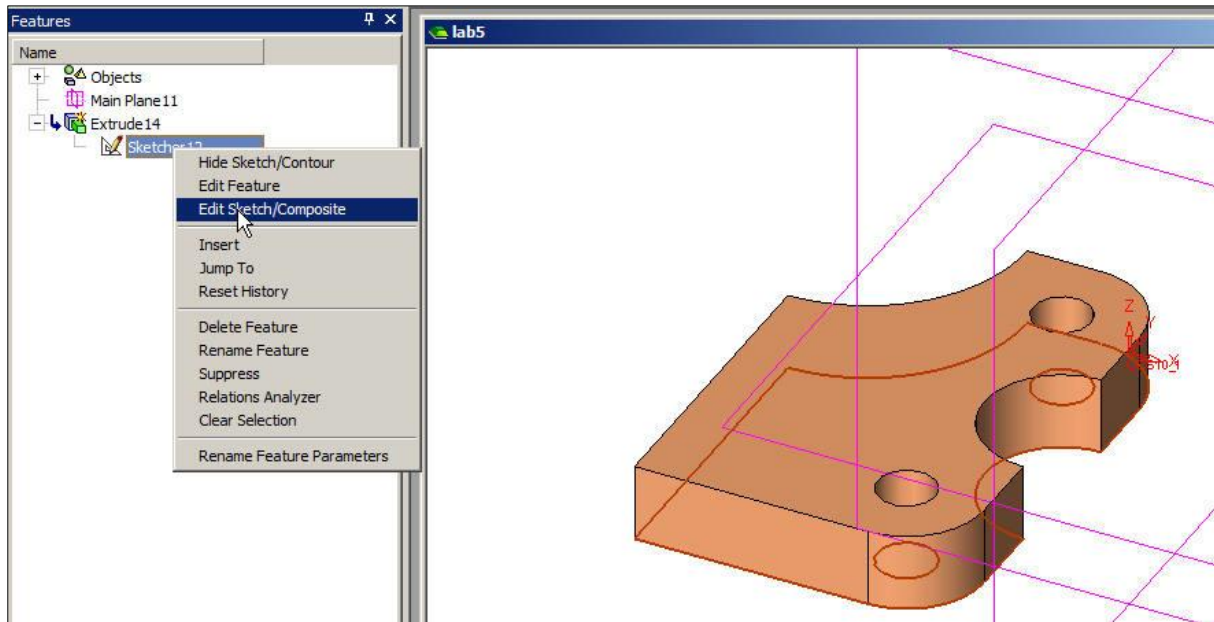 Features
Name
Objects
Main Plane11
Extrude14
Hide Sketch/Contour
Edit Feature
Edit Sketch/Composite
Insert
Jump To
Reset History
Delete Feature
Rename Feature
Suppress
Relations Analyzer
Clear Selection
Rename Feature Parameters
lab5
Z
Y
X